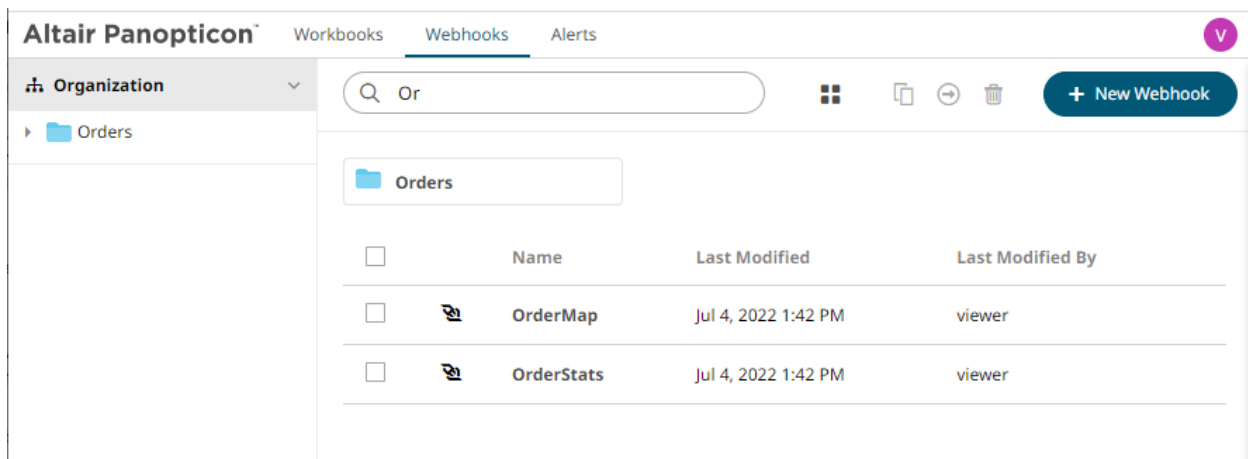 Altair Panopticon™ Workbooks Webhooks Alerts V
Organization
Or
+ New Webhook
Orders
Orders
Name Last Modified Last Modified By
OrderMap Jul 4, 2022 1:42 PM viewer
OrderStats Jul 4, 2022 1:42 PM viewer